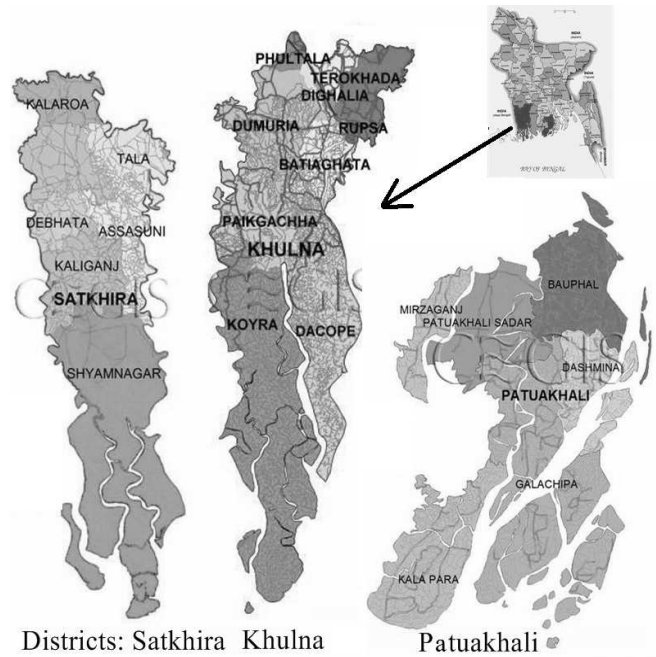 KALAROA
TALA
DEBHATA
ASSASUNI
KALIGANJ
SATKHIRA
SHYAMNAGAR
PHULTALA
TEROKHADA
DIGHALIA
DUMURIA
RUPSA
BATIAGHATA
PAIKGACHHA
KHULNA
KOYRA
DACOPE
BAY OF BENGAL
BAUPHAL
MIRZAGANJ
PATUAKHALI SADAR
DASHMINA
PATUAKHALI
GALACHIPA
KALA PARA
Districts: Satkhira Khulna Patuakhali